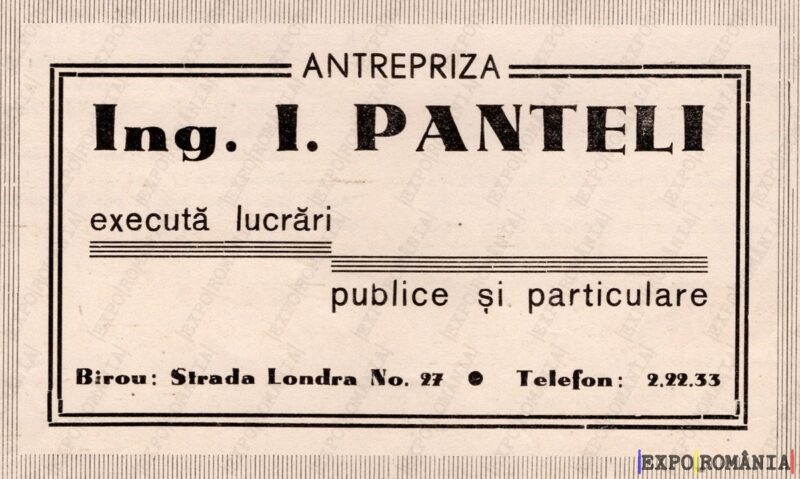 ANTREPRIZA
Ing. I. PANTELI
execută lucrări
publice și particulare
Birou: Strada Londra No. 27 ● Telefon: 2.22.33
|EXPO|ROMÂNIA|